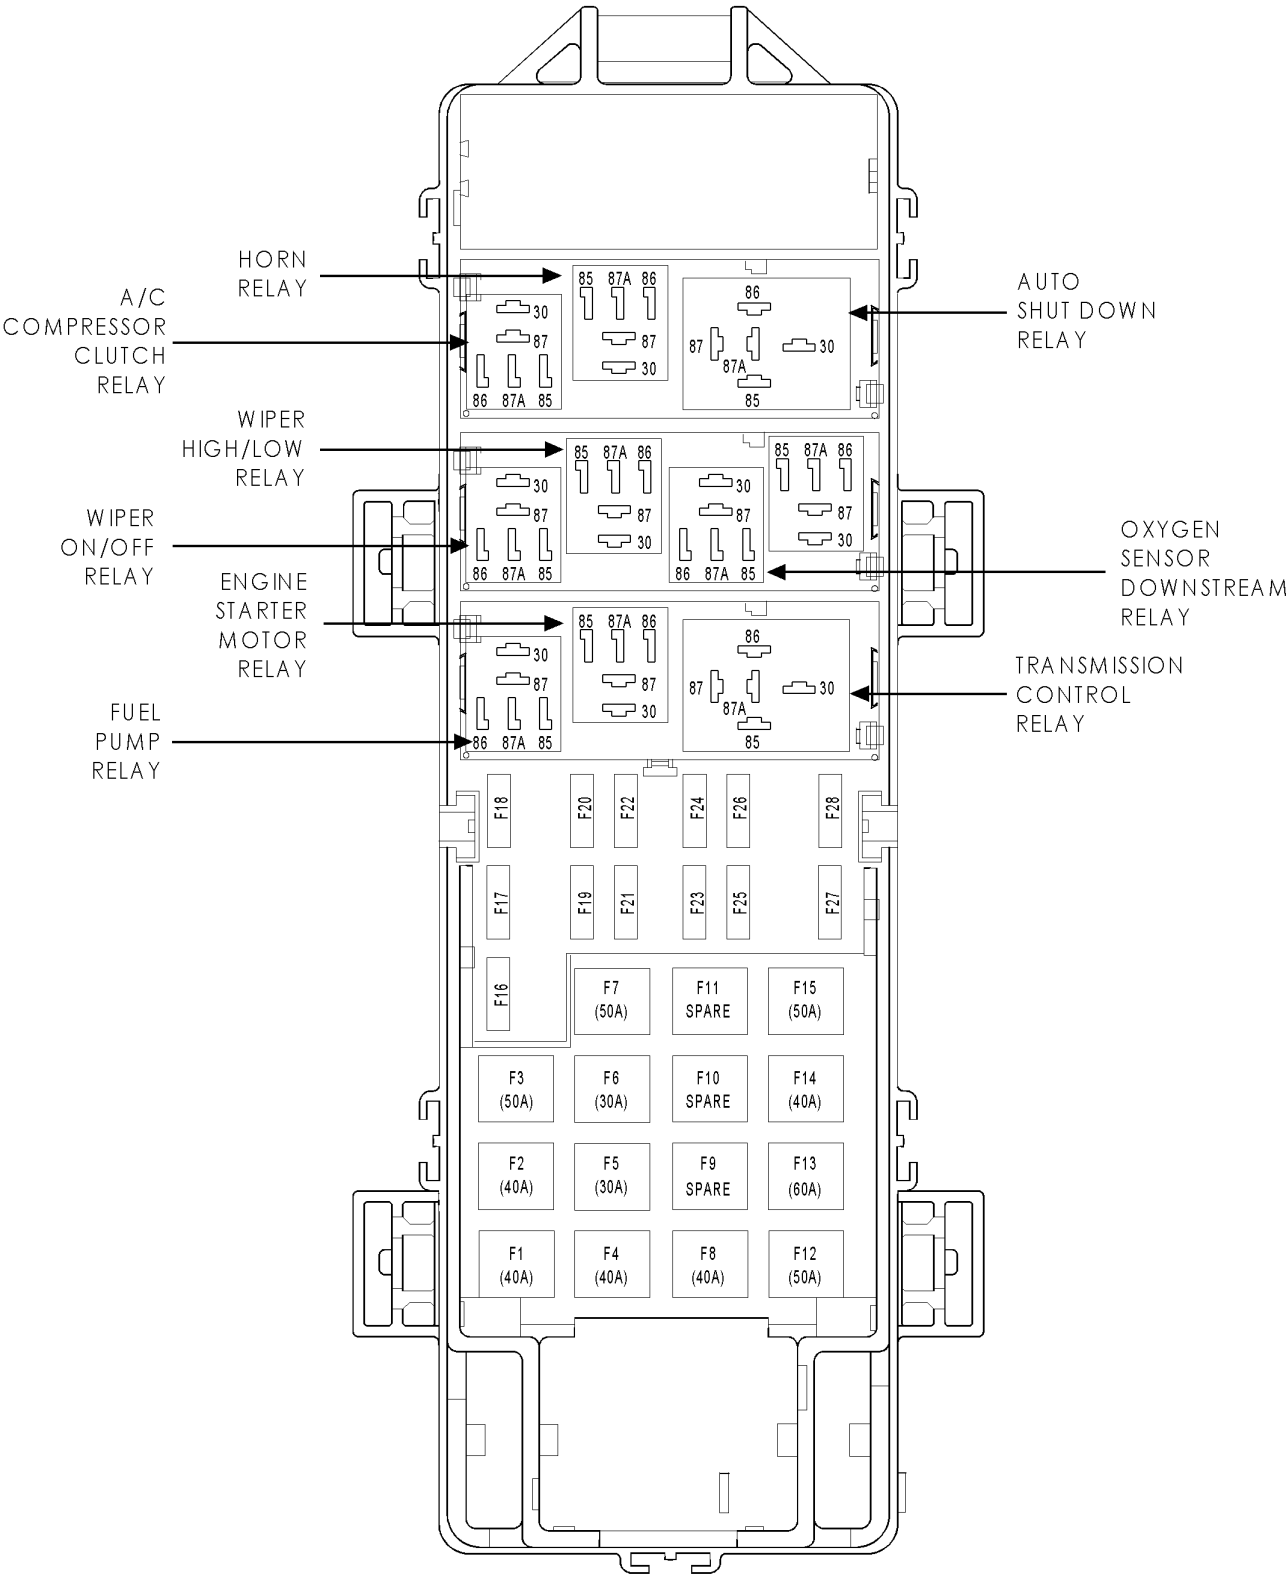 HORN
RELAY
A/C
COMPRESSOR
CLUTCH
RELAY
AUTO
SHUT DOWN
RELAY
85 87A 86
87
30
30
87
86 87A 85
86
87 30
87A
85
WIPER
HIGH/LOW
RELAY
WIPER
ON/OFF
RELAY
OXYGEN
SENSOR
DOWNSTREAM
RELAY
85 87A 86
87
30
30
87
86 87A 85
30
87
86 87A 85
85 87A 86
87
30
ENGINE
STARTER
MOTOR
RELAY
FUEL
PUMP
RELAY
TRANSMISSION
CONTROL
RELAY
85 87A 86
87
30
30
87
86 87A 85
86
87 30
87A
85
F18 F20 F22 F24 F26 F28
F17 F19 F21 F23 F25 F27
F16
F7
(50A)
F11
SPARE
F15
(50A)
F3
(50A)
F6
(30A)
F10
SPARE
F14
(40A)
F2
(40A)
F5
(30A)
F9
SPARE
F13
(60A)
F1
(40A)
F4
(40A)
F8
(40A)
F12
(50A)